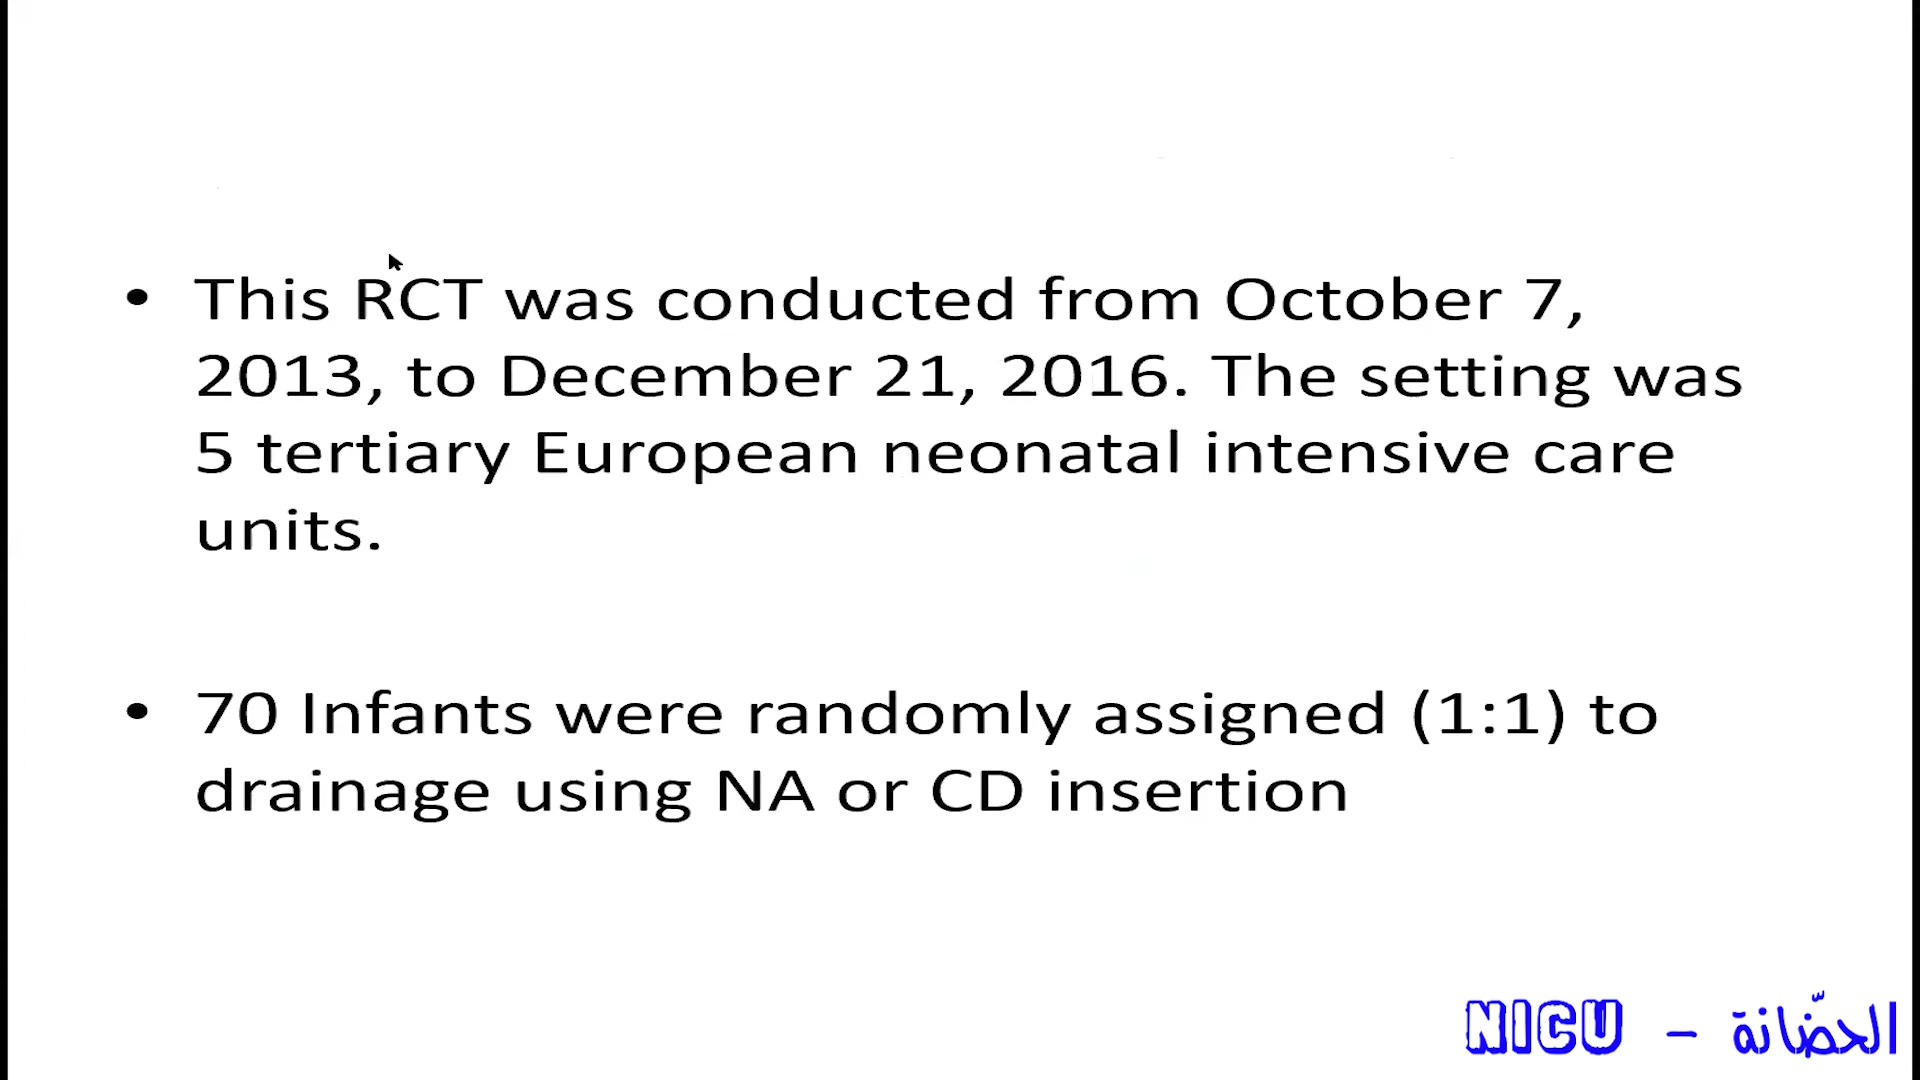 • This RCT was conducted from October 7,
2013, to December 21, 2016. The setting was
5 tertiary European neonatal intensive care
units.
• 70 Infants were randomly assigned (1:1) to
drainage using NA or CD insertion
NICU - الحضّانة